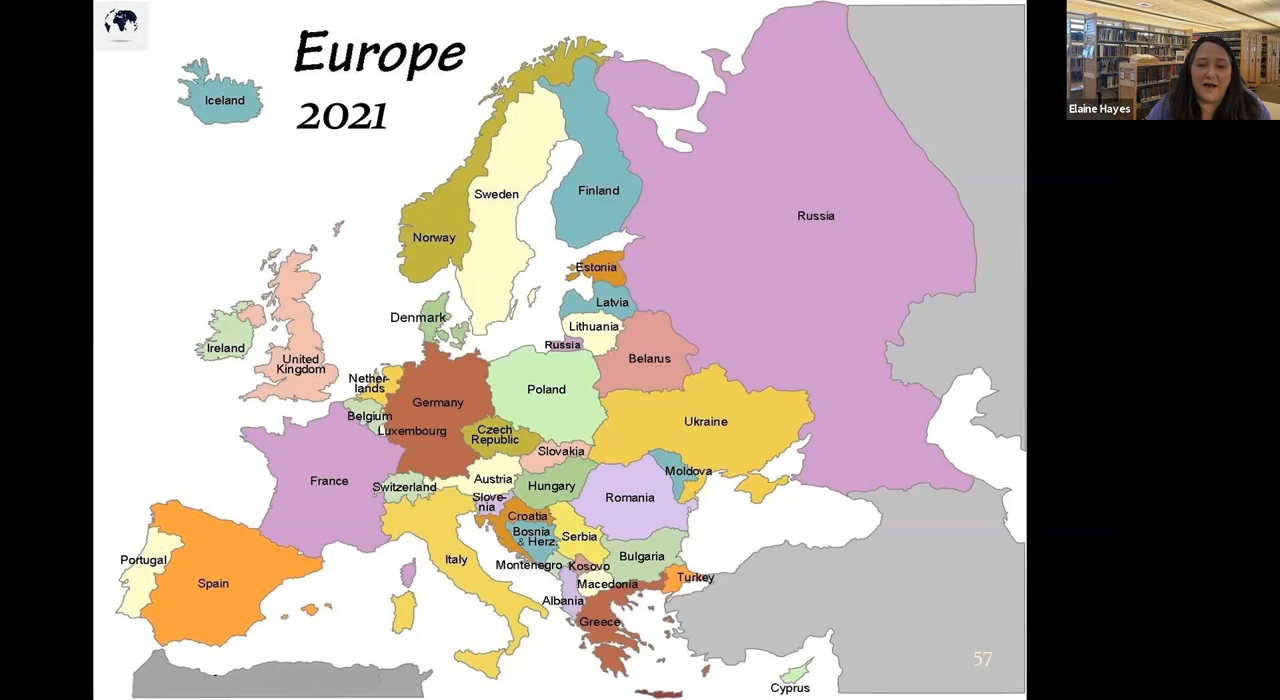 Europe
2021
Elaine Hayes
Iceland
Finland
Sweden
Russia
Norway
Estonia
Latvia
Denmark
Lithuania
Russia
Ireland
United
Kingdom
Belarus
Nether-
lands
Poland
Germany
Belgium
Ukraine
Luxembourg
Czech
Republic
Slovakia
Moldova
France
Switzerland
Austria
Hungary
Slove-
nia
Romania
Croatia
Bosnia
& Herz.
Serbia
Portugal
Italy
Bulgaria
Montenegro
Kosovo
Spain
Macedonia
Turkey
Albania
Greece
57
Cyprus